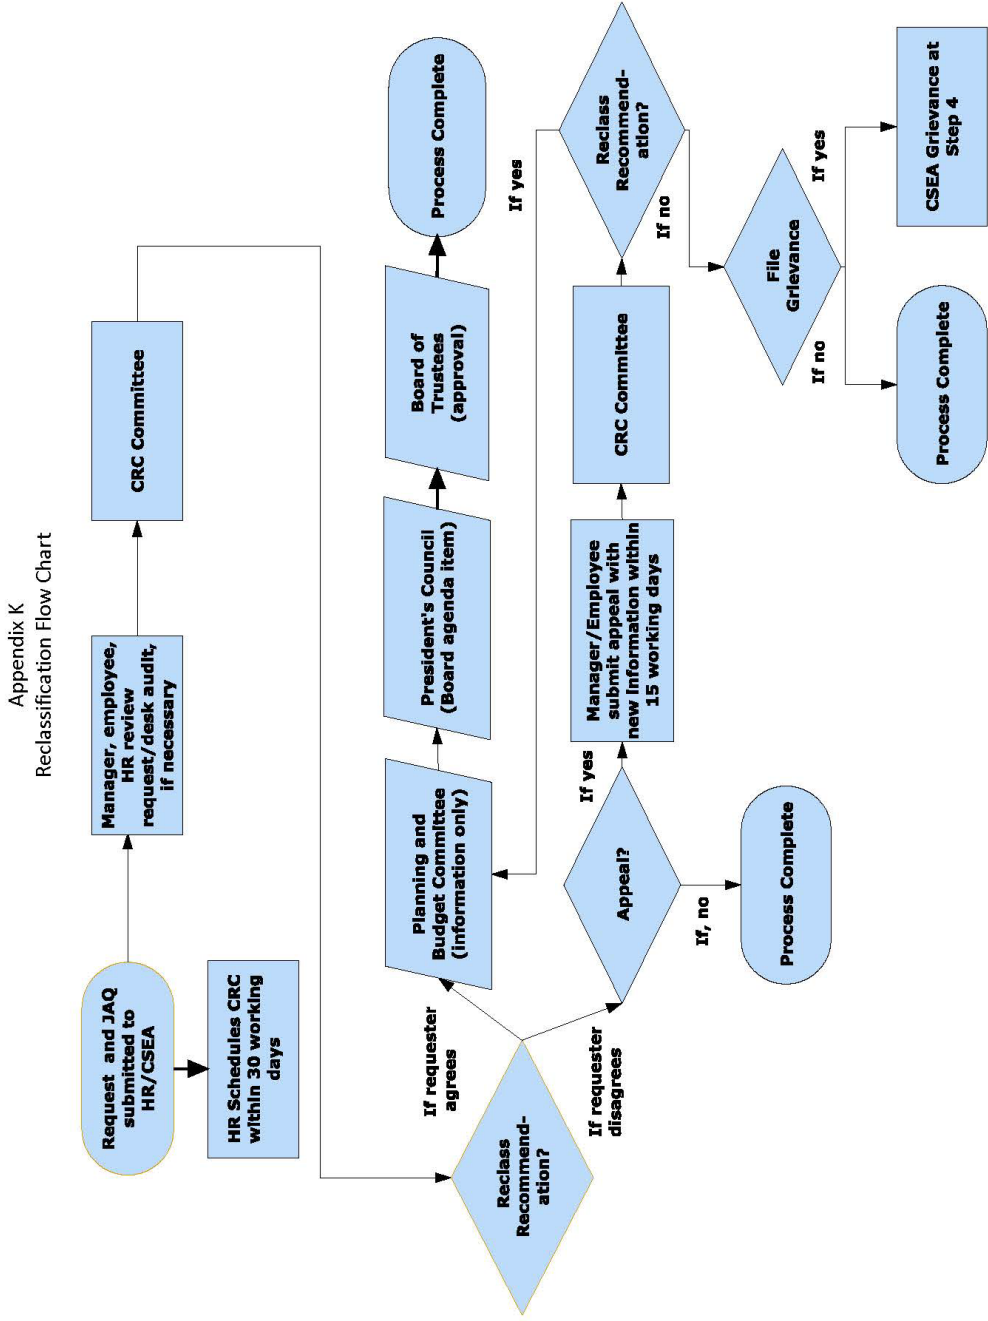 Appendix K
Reclassification Flow Chart
Request and JAQ
submitted to
HR/CSEA
HR Schedules CRC
within 30 working
days
Manager, employee,
HR review
request/desk audit,
if necessary
CRC Committee
Reclass
Recommend-
ation?
If requester
agrees
If requester
disagrees
Planning and
Budget Committee
(information only)
President's Council
(Board agenda item)
Board of
Trustees
(approval)
Process Complete
Appeal?
If yes
If, no
Process Complete
Manager/Employee
submit appeal with
new Information within
15 working days
CRC Committee
Reclass
Recommend-
ation?
If yes
If no
File
Grievance
If no
If yes
Process Complete
CSEA Grievance at
Step 4